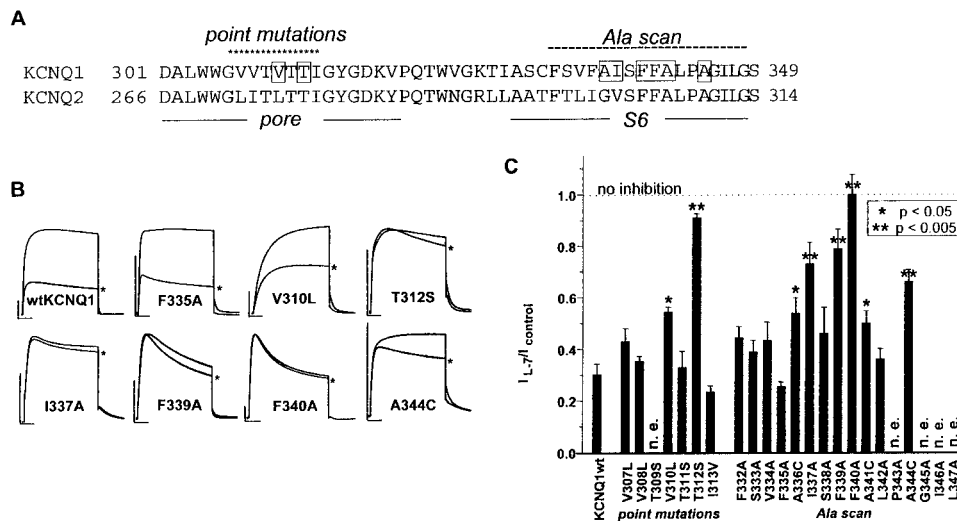 A
point mutations
Ala scan
******************
KCNQ1 301 DALWWGVVTVTTIGYGDKVPQTWVGKTIASCFSVFAISFFALPAGILGS 349
KCNQ2 266 DALWWGLITLTTIGYGDKYPQTWNGRLLAATFTLIGVSFFALPAGILGS 314
pore
S6
B
wtKCNQ1
*
F335A
*
V310L
*
T312S
*
I337A
*
F339A
*
F340A
*
A344C
*
C
no inhibition
* p < 0.05
** p < 0.005
I L-7/I control
1.0
0.8
0.6
0.4
0.2
0.0
* ** * ** ** ** * **
n. e. n. e. n. e. n. e. n. e.
KCNQ1wt
V307L
V308L
T309S
V310L
T311S
T312S
I313V
F332A
S333A
V334A
F335A
A336C
I337A
S338A
F339A
F340A
A341C
L342A
P343A
A344C
G345A
I346A
L347A
point mutations
Ala scan